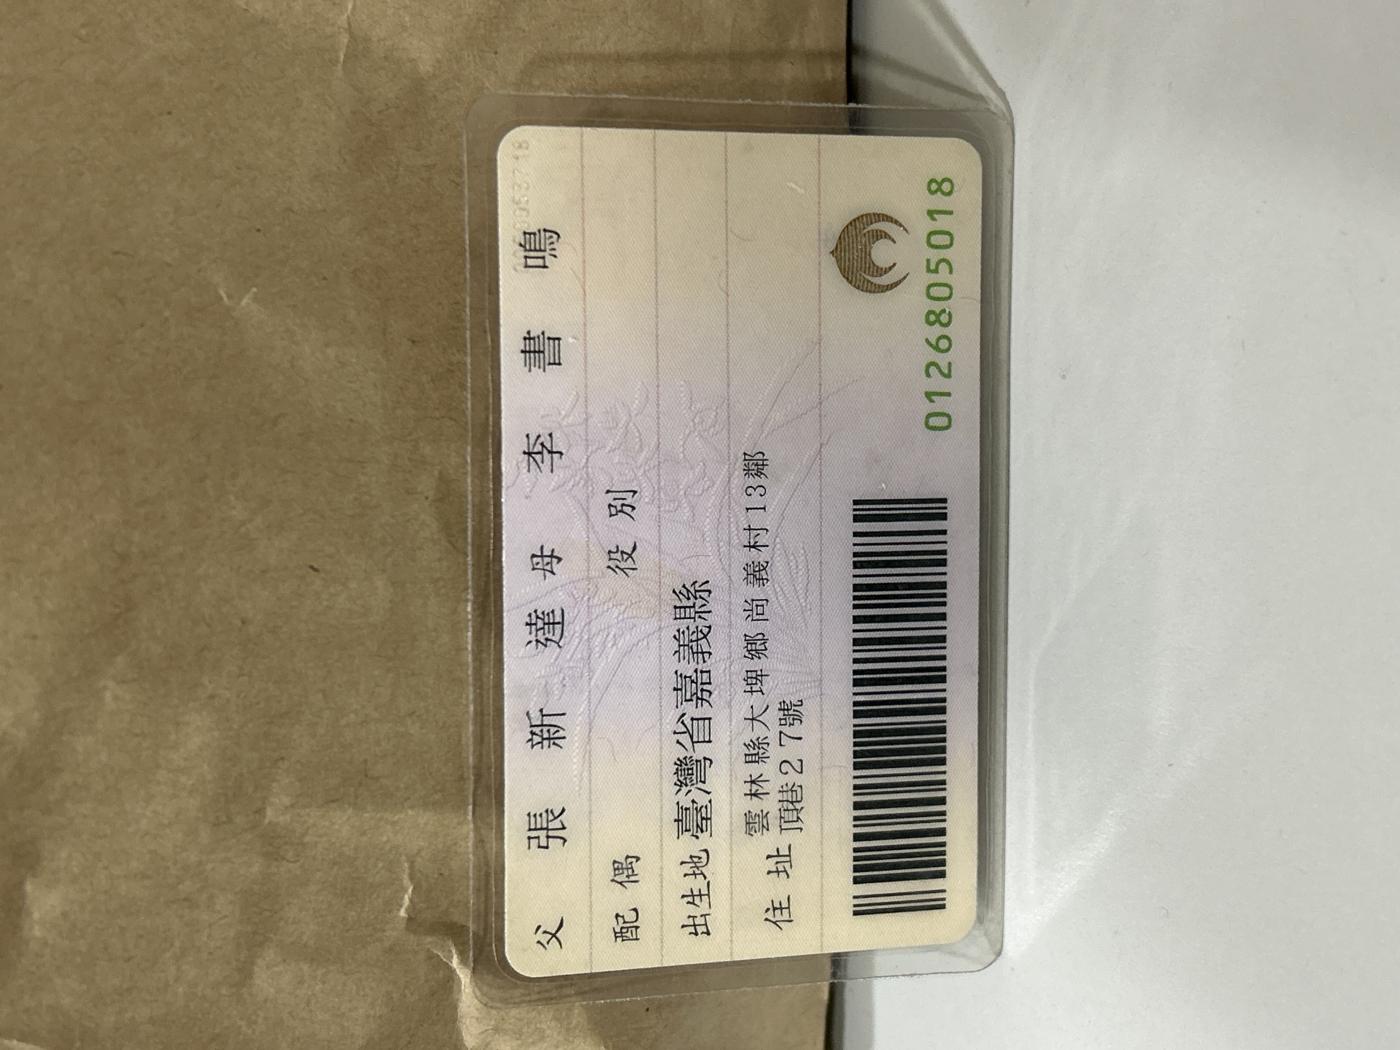 父 張新達 母 李書鳴
配偶 役別
出生地 臺灣省嘉義縣
住址 雲林縣大埤鄉尚義村13鄰
頂巷27號
0126805018